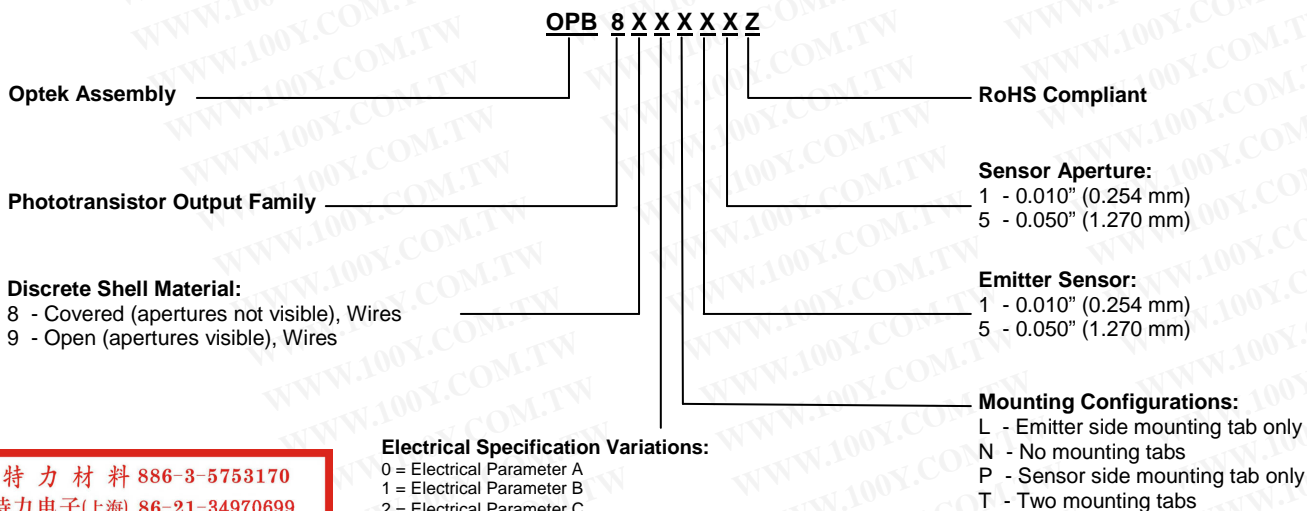 OPB 8 X X X X X Z
Optek Assembly
RoHS Compliant
Sensor Aperture:
1 - 0.010” (0.254 mm)
5 - 0.050” (1.270 mm)
Phototransistor Output Family
Emitter Sensor:
1 - 0.010” (0.254 mm)
5 - 0.050” (1.270 mm)
Discrete Shell Material:
8 - Covered (apertures not visible), Wires
9 - Open (apertures visible), Wires
Mounting Configurations:
L - Emitter side mounting tab only
N - No mounting tabs
P - Sensor side mounting tab only
T - Two mounting tabs
Electrical Specification Variations:
0 = Electrical Parameter A
1 = Electrical Parameter B
2 = Electrical Parameter C
特 力 材 料 886-3-5753170
特力电子(上海) 86-21-34970699
WWW.100Y.COM.TW